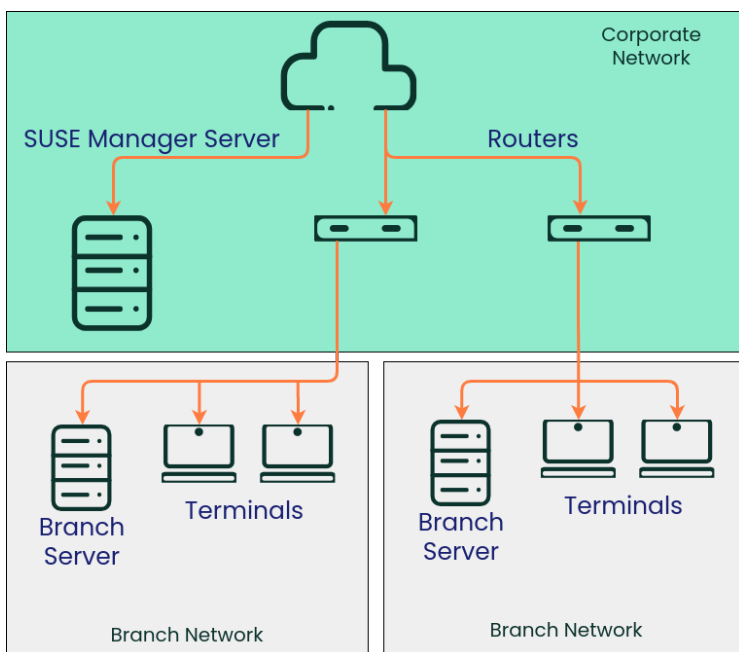 Corporate
Network
SUSE Manager Server
Routers
Branch
Server
Terminals
Branch Network
Branch
Server
Terminals
Branch Network